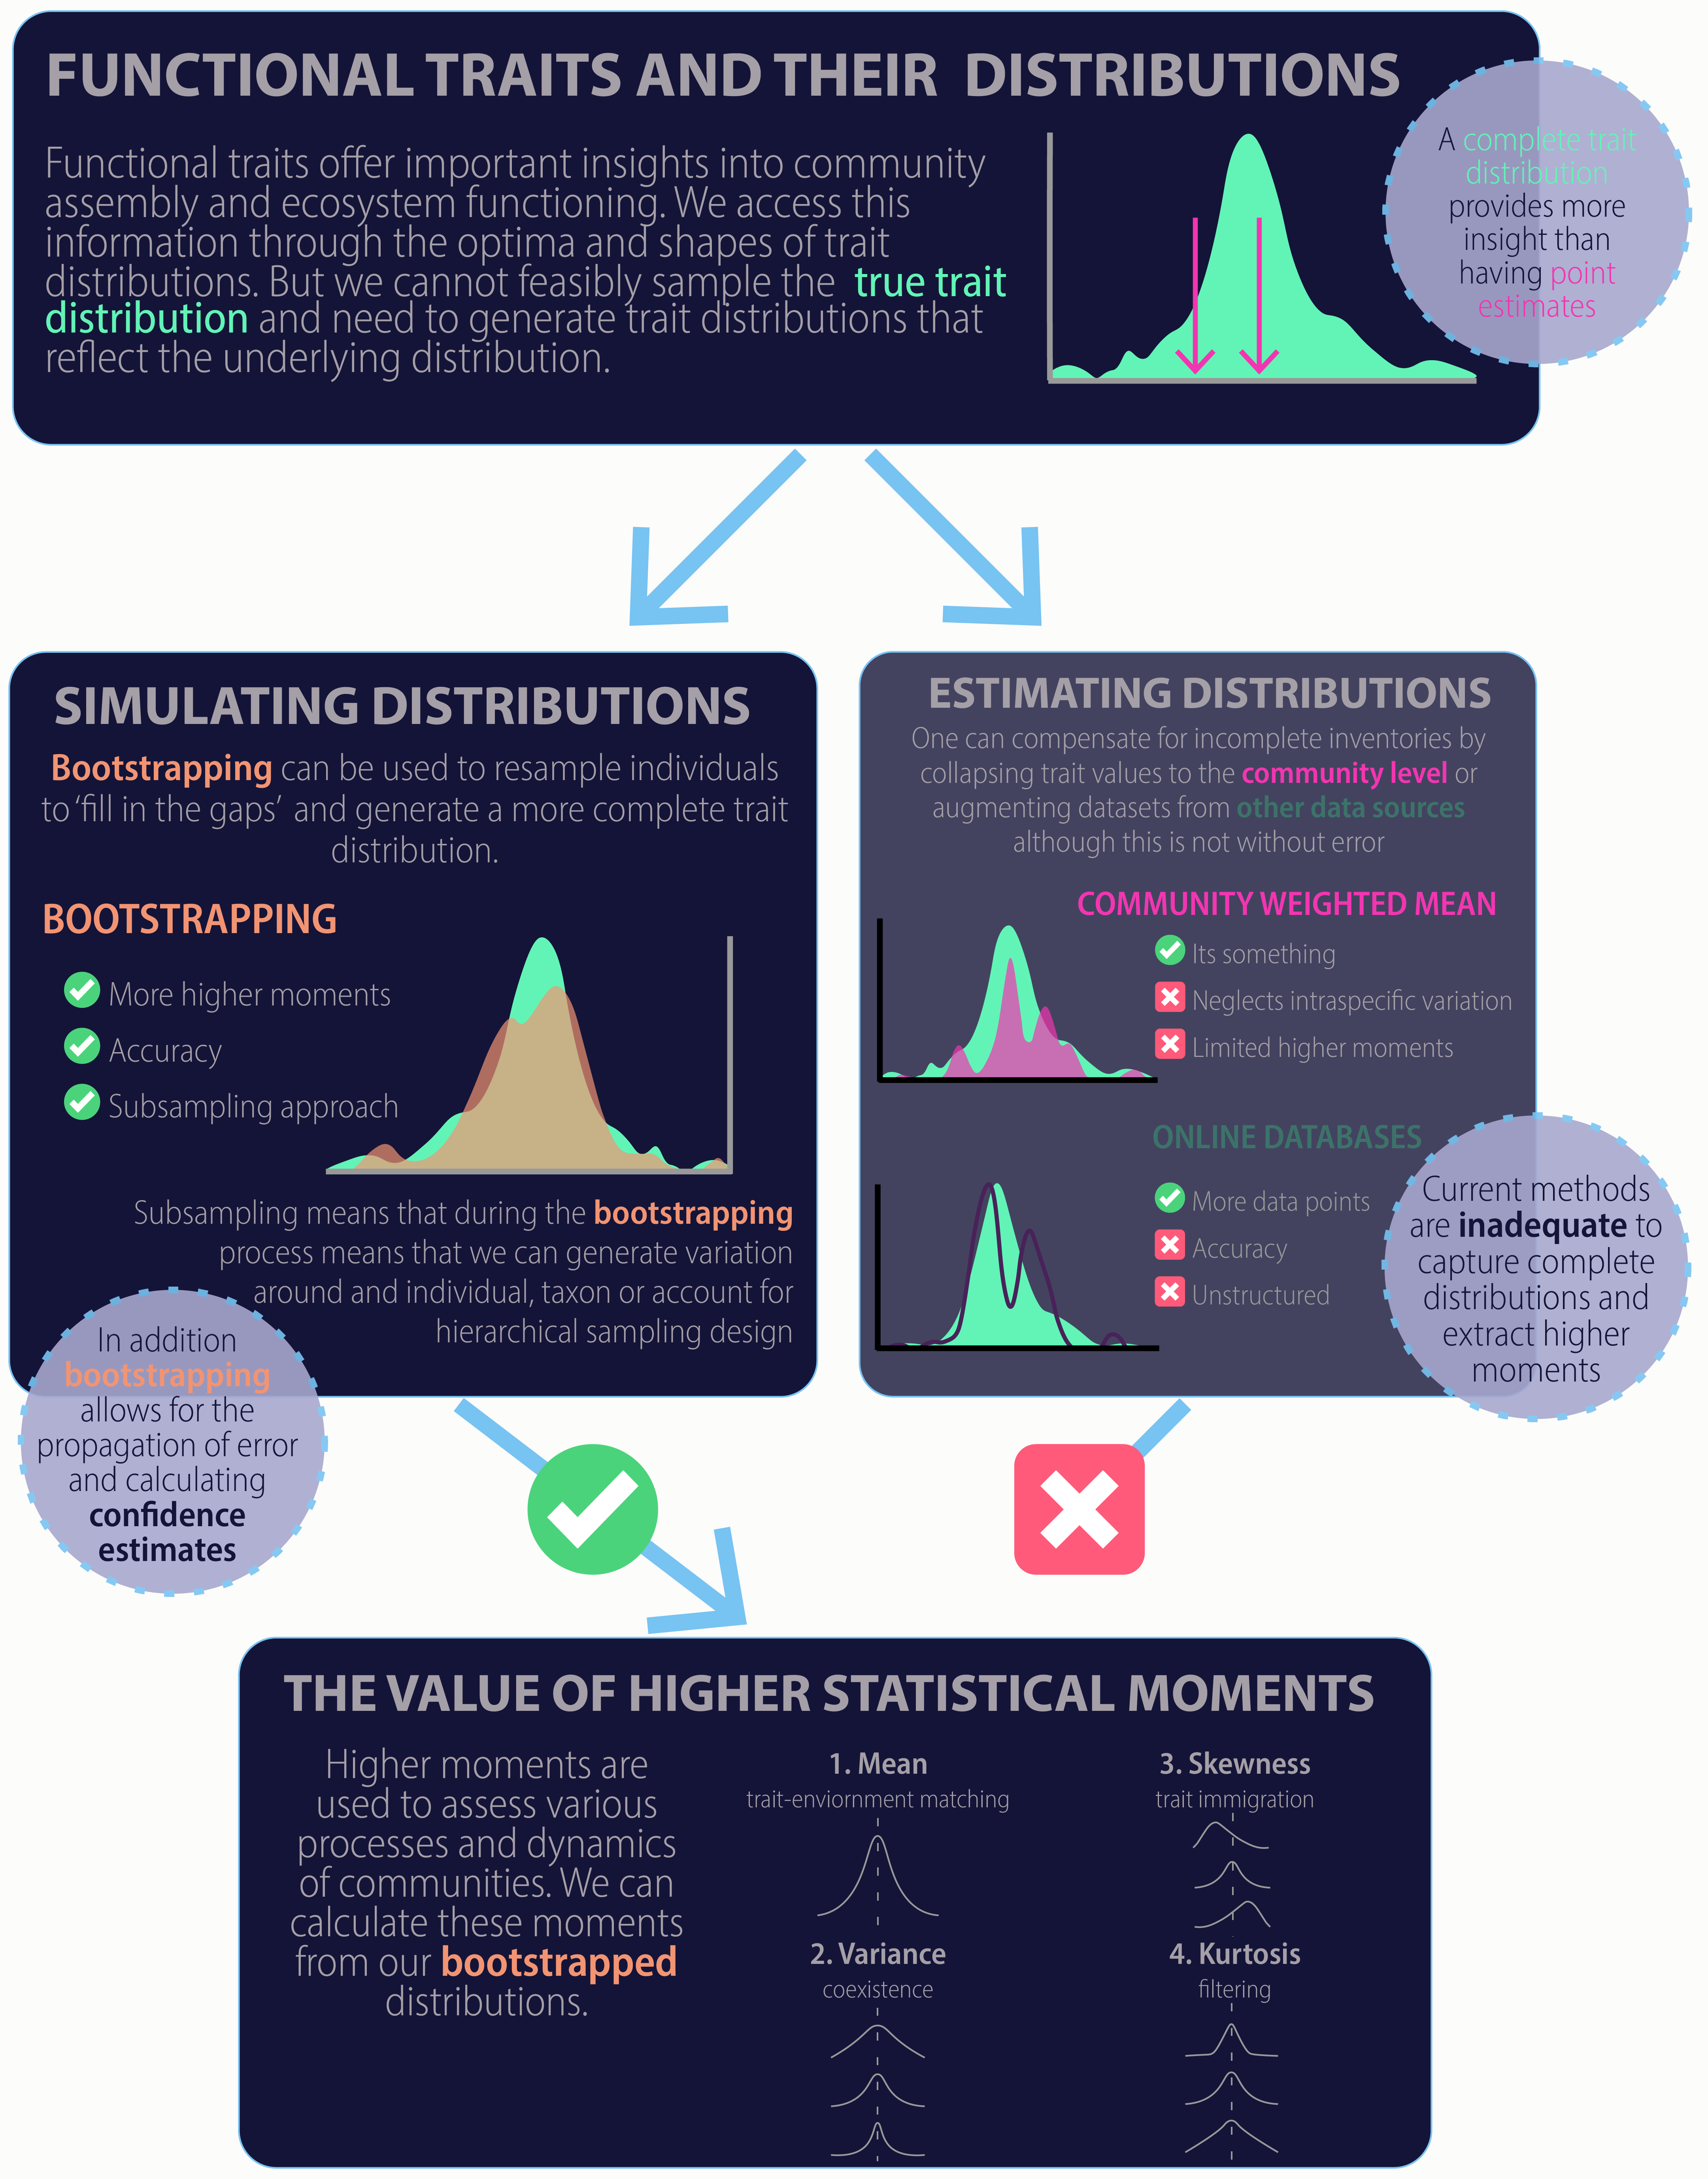 FUNCTIONAL TRAITS AND THEIR DISTRIBUTIONS
Functional traits offer important insights into community
assembly and ecosystem functioning. We access this
information through the optima and shapes of trait
distributions. But we cannot feasibly sample the true trait
distribution and need to generate trait distributions that
reflect the underlying distribution.
A complete trait
distribution
provides more
insight than
having point
estimates
SIMULATING DISTRIBUTIONS
Bootstrapping can be used to resample individuals
to ‘fill in the gaps’ and generate a more complete trait
distribution.
BOOTSTRAPPING
More higher moments
Accuracy
Subsampling approach
Subsampling means that during the bootstrapping
process means that we can generate variation
around and individual, taxon or account for
hierarchical sampling design
In addition
bootstrapping
allows for the
propagation of error
and calculating
confidence
estimates
ESTIMATING DISTRIBUTIONS
One can compensate for incomplete inventories by
collapsing trait values to the community level or
augmenting datasets from other data sources
although this is not without error
COMMUNITY WEIGHTED MEAN
Its something
Neglects intraspecific variation
Limited higher moments
ONLINE DATABASES
More data points
Accuracy
Unstructured
Current methods
are inadequate to
capture complete
distributions and
extract higher
moments
THE VALUE OF HIGHER STATISTICAL MOMENTS
Higher moments are
used to assess various
processes and dynamics
of communities. We can
calculate these moments
from our bootstrapped
distributions.
1. Mean
trait-enviornment matching
2. Variance
coexistence
3. Skewness
trait immigration
4. Kurtosis
filtering